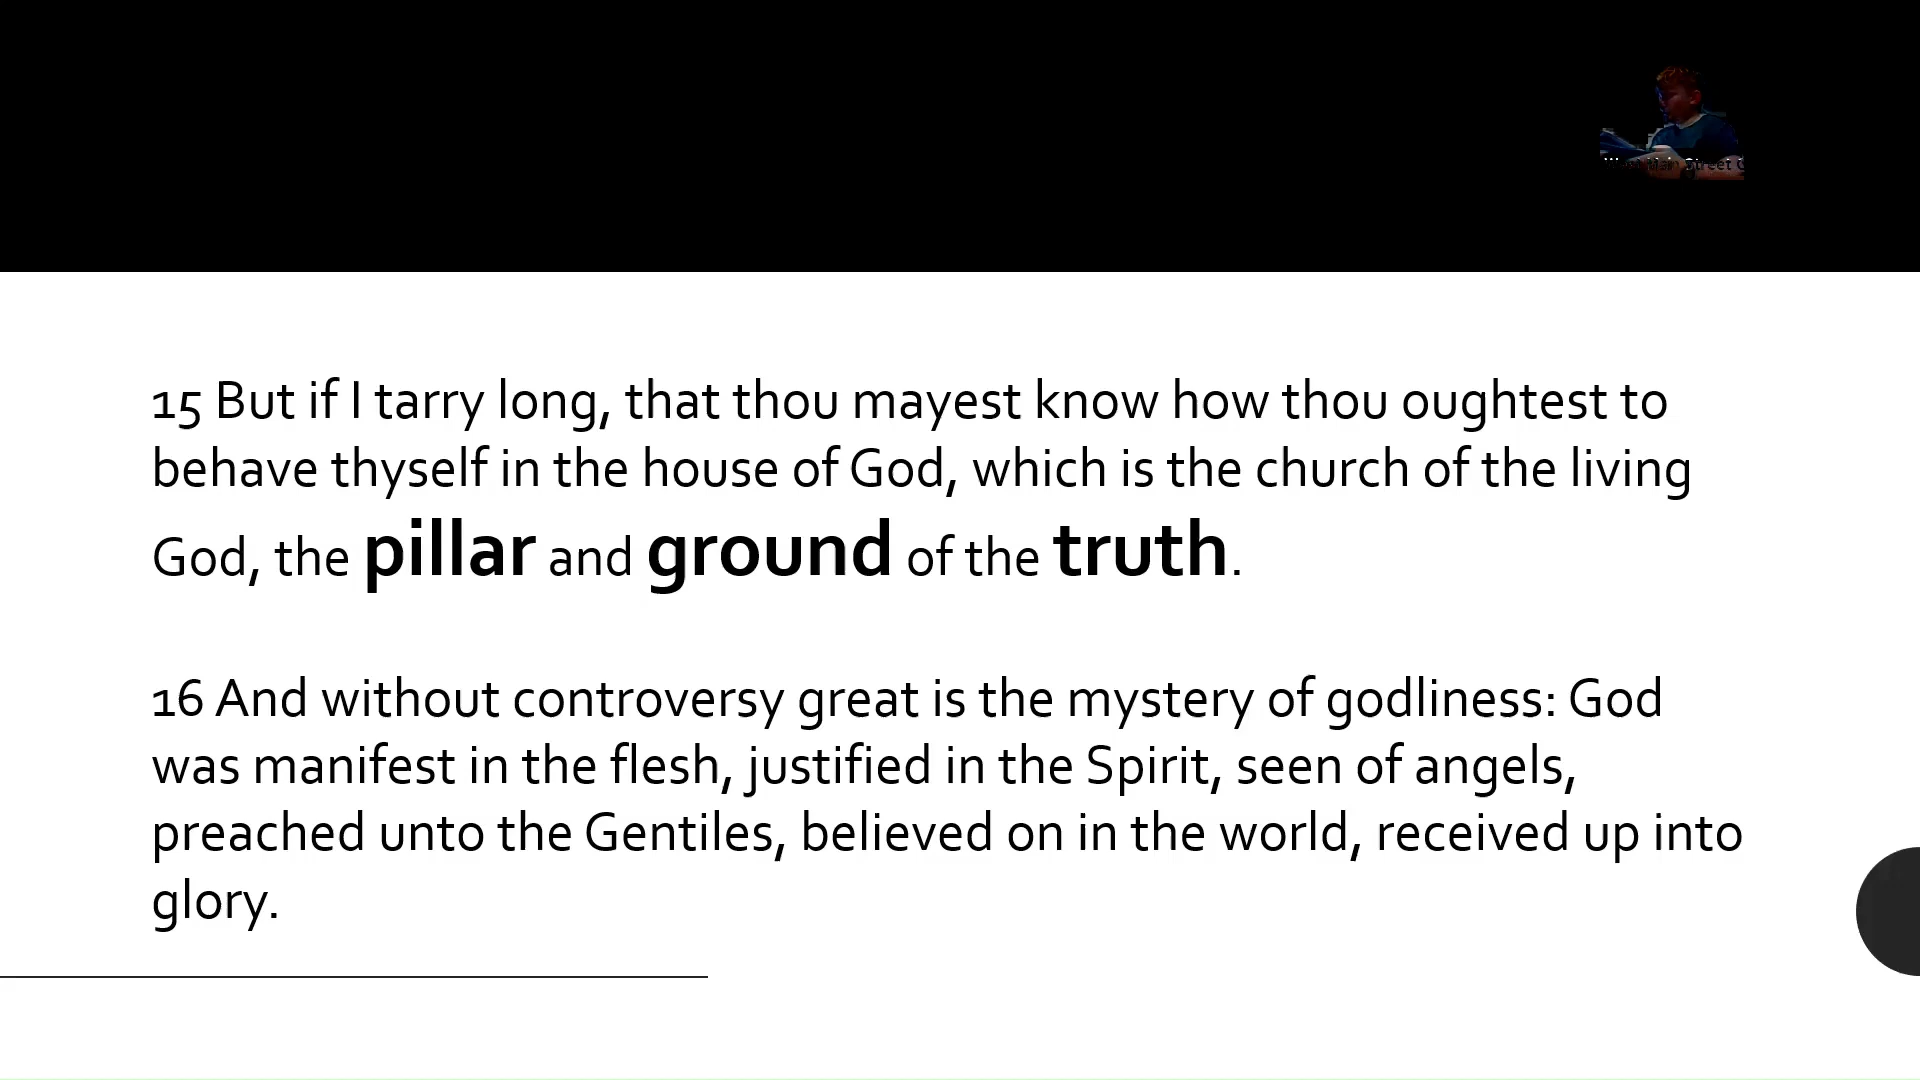 Street
15 But if I tarry long, that thou mayest know how thou oughtest to
behave thyself in the house of God, which is the church of the living
God, the pillar and ground of the truth.
16 And without controversy great is the mystery of godliness: God
was manifest in the flesh, justified in the Spirit, seen of angels,
preached unto the Gentiles, believed on in the world, received up into
glory.